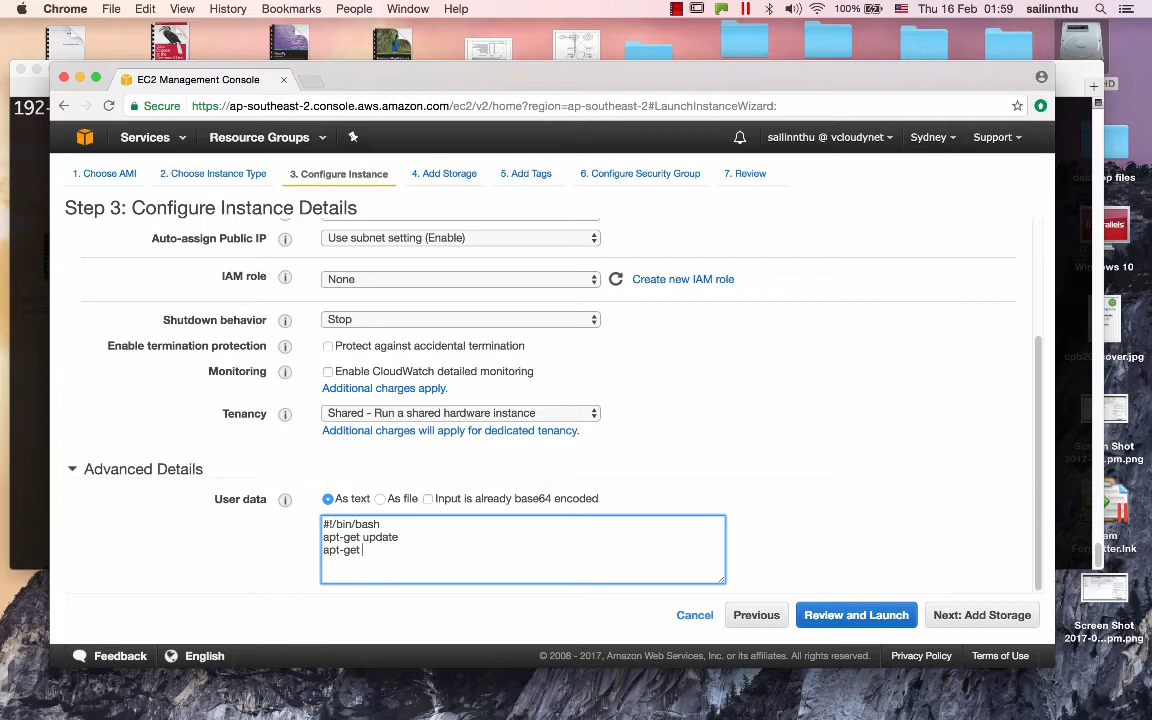 Chrome File Edit View History Bookmarks People Window Help 100% Thu 16 Feb 01:59 sailinnthu
EC2 Management Console
HD
192-
Secure https://ap-southeast-2.console.aws.amazon.com/ec2/v2/home?region=ap-southeast-2#LaunchInstanceWizard:
Services Resource Groups sailinnthu @ vcloudynet Sydney Support
1. Choose AMI 2. Choose Instance Type 3. Configure Instance 4. Add Storage 5. Add Tags 6. Configure Security Group 7. Review
Step 3: Configure Instance Details
Auto-assign Public IP Use subnet setting (Enable)
IAM role None Create new IAM role
Shutdown behavior Stop
Enable termination protection Protect against accidental termination
Monitoring Enable CloudWatch detailed monitoring
Additional charges apply.
Tenancy Shared - Run a shared hardware instance
Additional charges will apply for dedicated tenancy.
Advanced Details
User data As text As file Input is already base64 encoded
#!/bin/bash
apt-get update
apt-get
Cancel Previous Review and Launch Next: Add Storage
Feedback English © 2008 - 2017, Amazon Web Services, Inc. or its affiliates. All rights reserved. Privacy Policy Terms of Use
files
10
Screen Shot
2017-0...pm.png